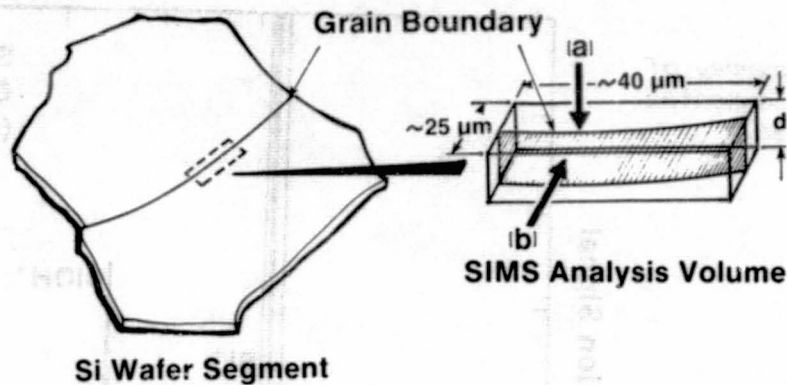 Grain Boundary
|a|
~40 μm
~25 μm
d
|b|
SIMS Analysis Volume
Si Wafer Segment